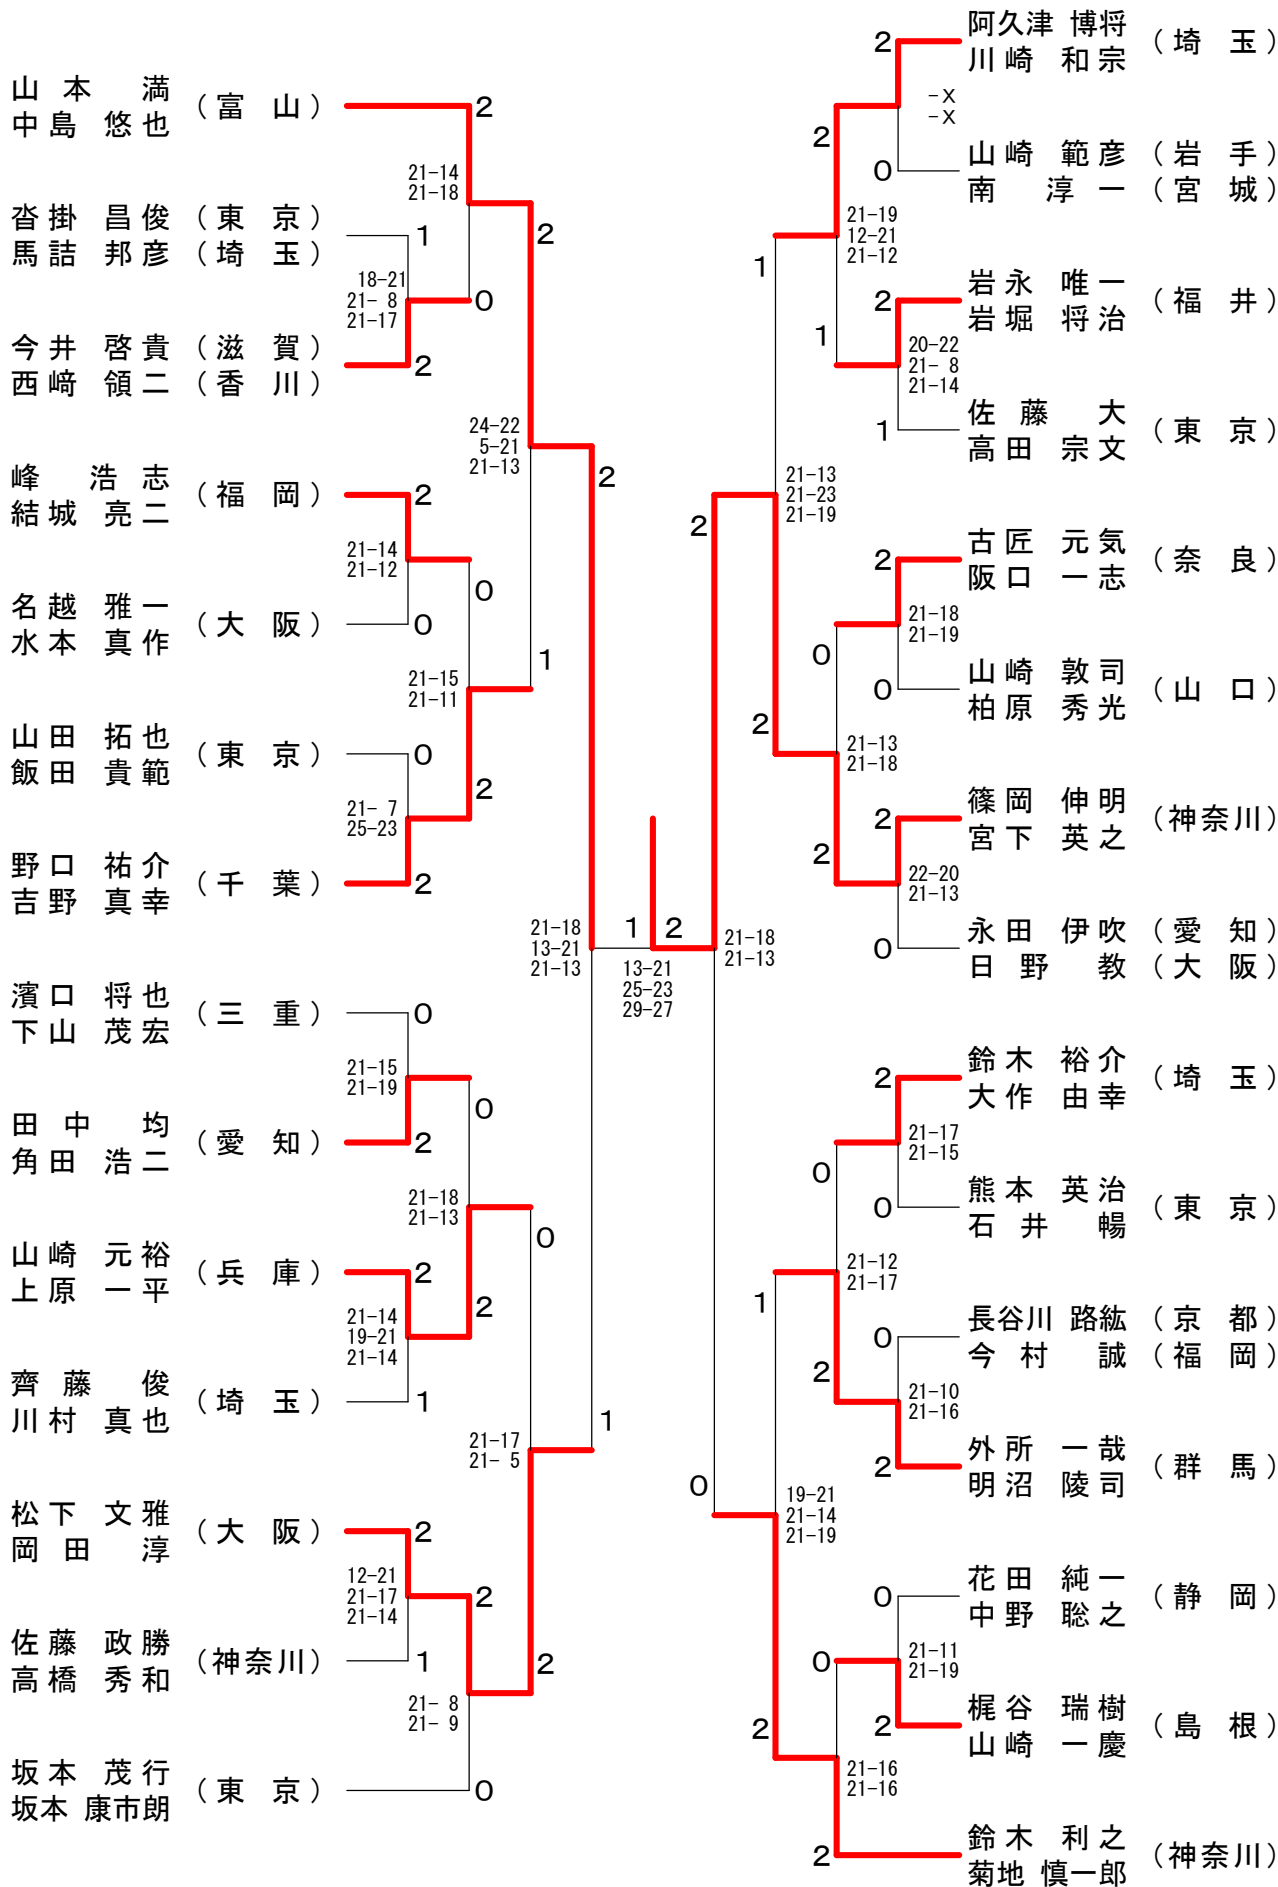 山本 満
中島 悠也
(富山)
2
21-14
21-18
沓掛 昌俊 (東京)
馬詰 邦彦 (埼玉)
1
18-21
21- 8
21-17
0
今井 啓貴 (滋賀)
西﨑 領二 (香川)
2
2
24-22
5-21
21-13
峰 浩志
結城 亮二
(福岡)
2
21-14
21-12
0
名越 雅一
水本 真作
(大阪)
0
21-15
21-11
1
山田 拓也
飯田 貴範
(東京)
0
21- 7
25-23
2
野口 祐介
吉野 真幸
(千葉)
2
2
21-18
13-21
21-13
濱口 将也
下山 茂宏
(三重)
0
21-15
21-19
0
田中 均
角田 浩二
(愛知)
2
21-18
21-13
0
山崎 元裕
上原 一平
(兵庫)
2
21-14
19-21
21-14
2
齊藤 俊
川村 真也
(埼玉)
1
21-17
21- 5
1
松下 文雅
岡田 淳
(大阪)
2
12-21
21-17
21-14
2
佐藤 政勝
高橋 秀和
(神奈川)
1
21- 8
21- 9
2
坂本 茂行
坂本 康市朗
(東京)
0
1 2
13-21
25-23
29-27
阿久津 博将
川崎 和宗
(埼玉)
2
-X
-X
2
山崎 範彦 (岩手)
南 淳一 (宮城)
0
21-19
12-21
21-12
1
岩永 唯一
岩堀 将治
(福井)
2
20-22
21- 8
21-14
1
佐藤 大
高田 宗文
(東京)
1
21-13
21-23
21-19
2
古匠 元気
阪口 一志
(奈良)
2
21-18
21-19
0
山崎 敦司
柏原 秀光
(山口)
0
21-13
21-18
2
篠岡 伸明
宮下 英之
(神奈川)
2
22-20
21-13
2
永田 伊吹 (愛知)
日野 教 (大阪)
0
21-18
21-13
鈴木 裕介
大作 由幸
(埼玉)
2
21-17
21-15
0
熊本 英治
石井 暢
(東京)
0
21-12
21-17
1
長谷川 路紘 (京都)
今村 誠 (福岡)
0
21-10
21-16
2
外所 一哉
明沼 陵司
(群馬)
2
0
19-21
21-14
21-19
花田 純一
中野 聡之
(静岡)
0
21-11
21-19
0
梶谷 瑞樹
山崎 一慶
(島根)
2
2
21-16
21-16
鈴木 利之
菊地 慎一郎
(神奈川)
2